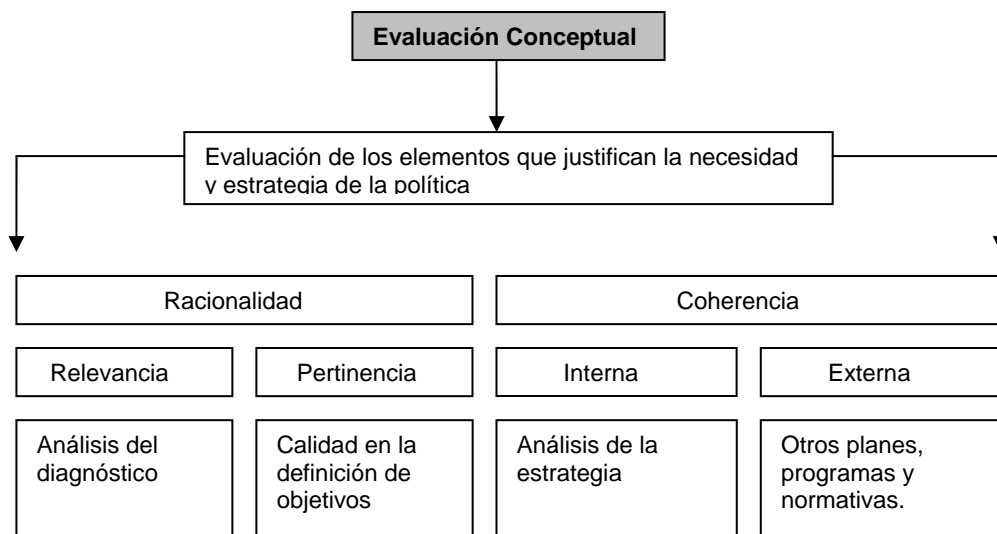 Evaluación Conceptual
Evaluación de los elementos que justifican la necesidad
y estrategia de la política
Racionalidad
Coherencia
Relevancia
Pertinencia
Interna
Externa
Análisis del
diagnóstico
Calidad en la
definición de
objetivos
Análisis de la
estrategia
Otros planes,
programas y
normativas.